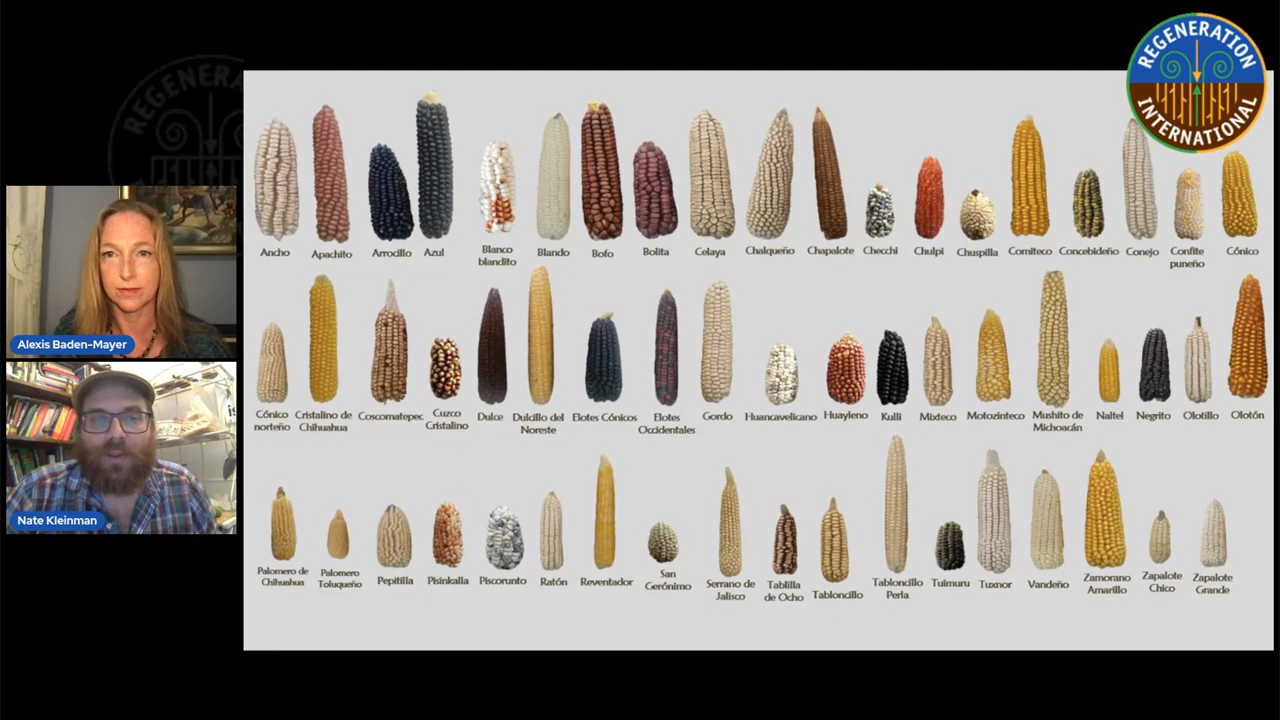 REGENERATION
INTERNATIONAL
Ancho
Apachito
Arrocillo
Azul
Blanco
blandito
Blando
Bofo
Bolita
Celaya
Chalqueño
Chapalote
Checchi
Chulpi
Chuspilla
Comiteco
Concebideño
Conejo
Confite
puneño
Cónico
Cónico
norteño
Cristalino de
Chihuahua
Coscomatepec
Cuzco
Cristalino
Dulce
Dulcillo del
Noreste
Elotes Cónicos
Elotes
Occidentales
Gordo
Huancavelicano
Huayleno
Kulli
Mixteco
Motozinteco
Mushito de
Michoacán
Naltel
Negrito
Olotillo
Olotón
Palomero de
Chihuahua
Palomero
Toluqueño
Pepitilla
Pisinkalla
Piscorunto
Ratón
Reventador
San
Gerónimo
Serrano de
Jalisco
Tablilla
de Ocho
Tabloncillo
Tabloncillo
Perla
Tuimuru
Tuxnor
Vandeño
Zamorano
Amarillo
Zapalote
Chico
Zapalote
Grande
Alexis Baden-Mayer
Nate Kleinman